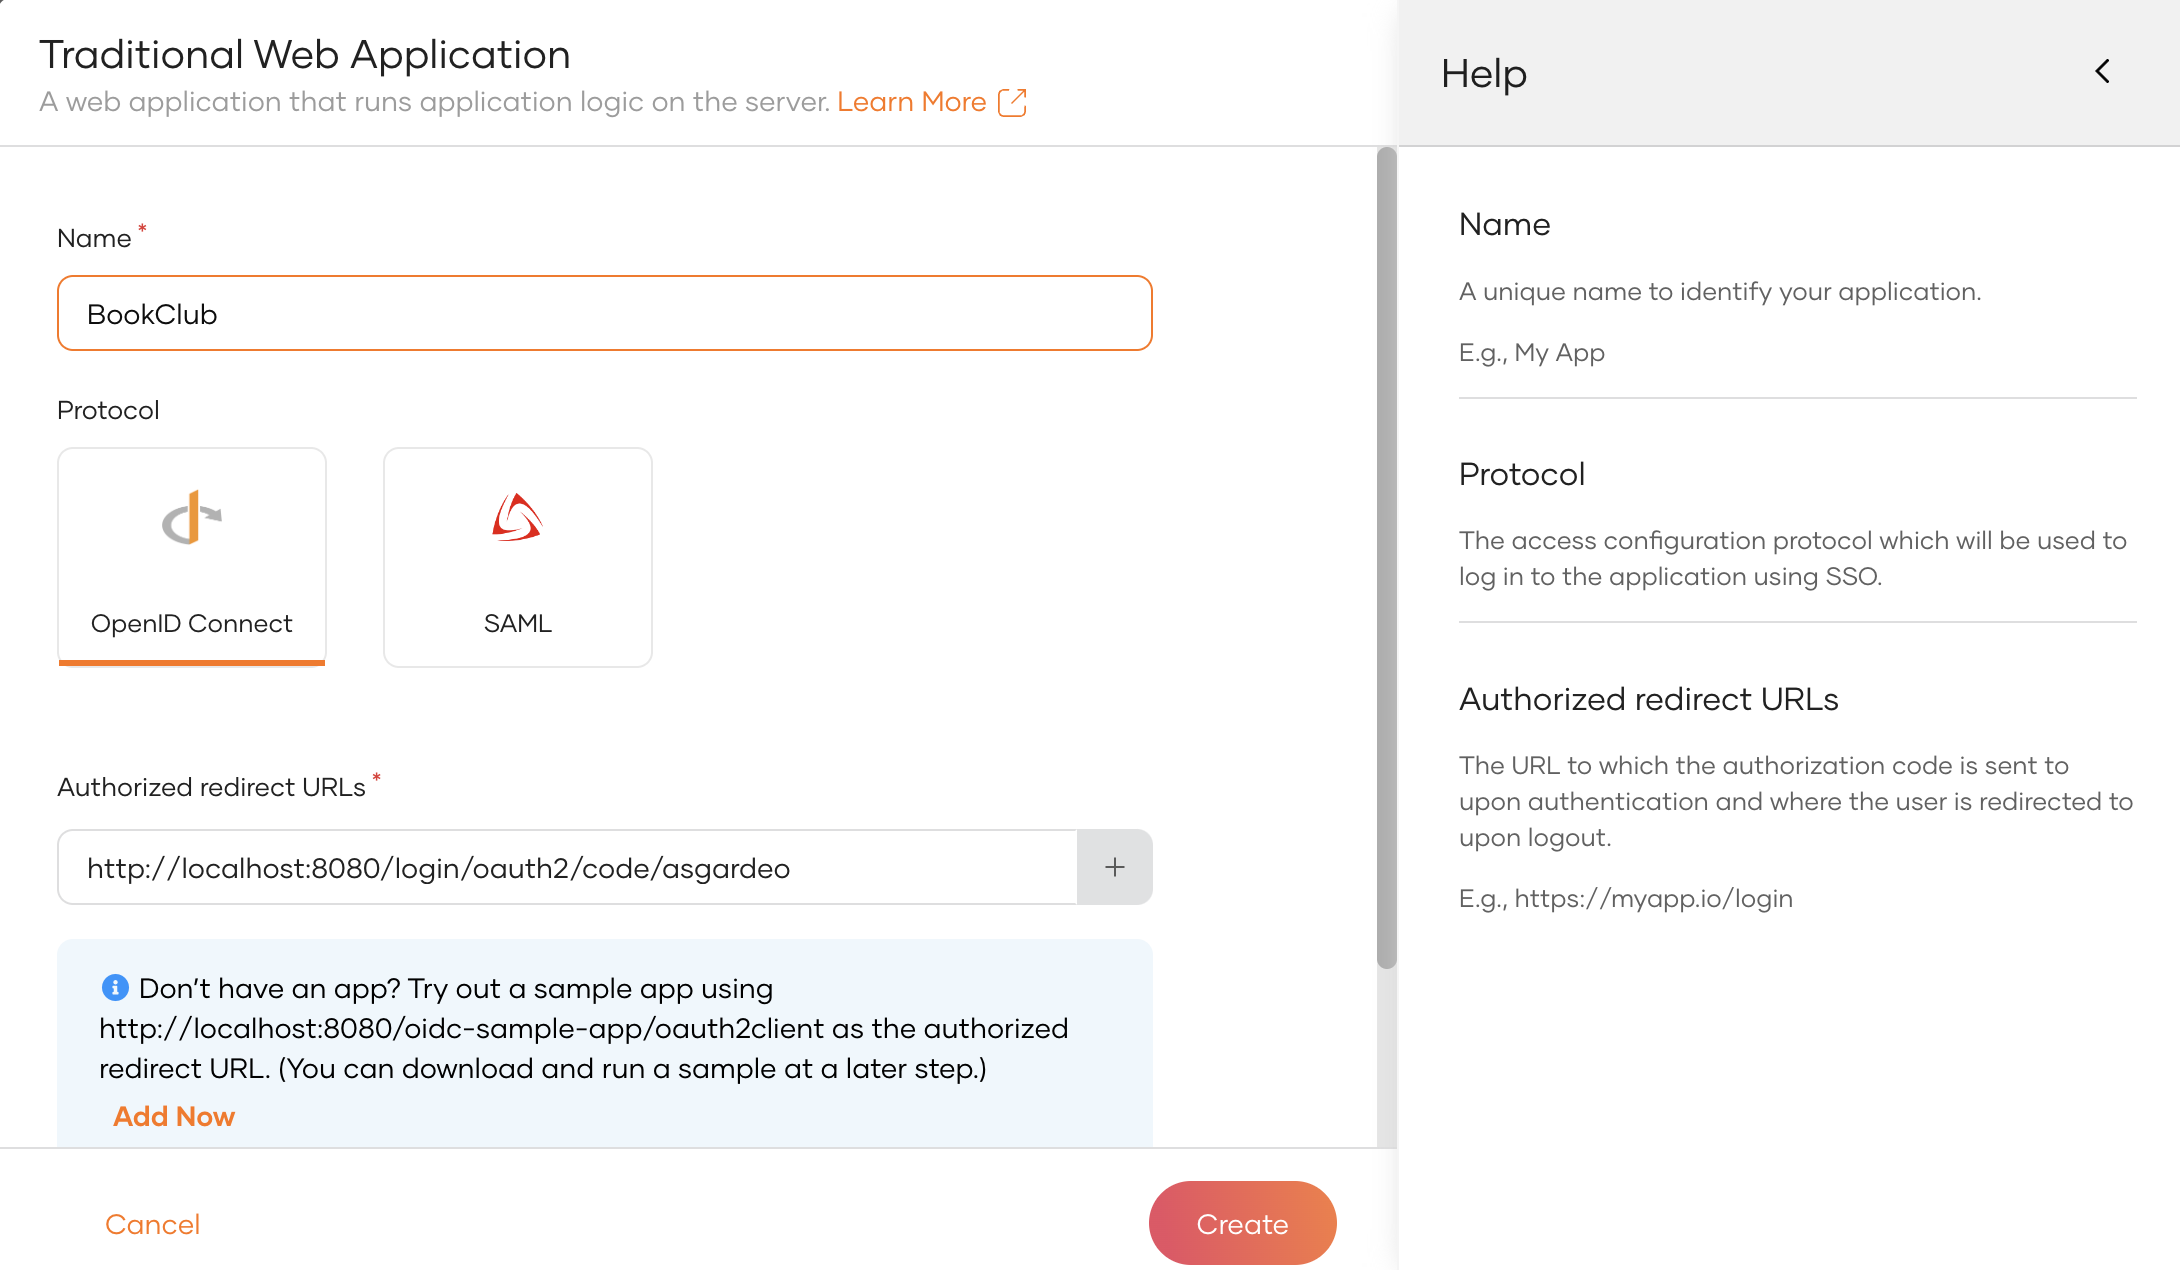 Traditional Web Application
A web application that runs application logic on the server. Learn More
Name *
BookClub
Protocol
OpenID Connect
SAML
Authorized redirect URLs *
http://localhost:8080/login/oauth2/code/asgardeo
+
Don't have an app? Try out a sample app using
http://localhost:8080/oidc-sample-app/oauth2client as the authorized
redirect URL. (You can download and run a sample at a later step.)
Add Now
Cancel
Create
Help
Name
A unique name to identify your application.
E.g., My App
Protocol
The access configuration protocol which will be used to
log in to the application using SSO.
Authorized redirect URLs
The URL to which the authorization code is sent to
upon authentication and where the user is redirected to
upon logout.
E.g., https://myapp.io/login